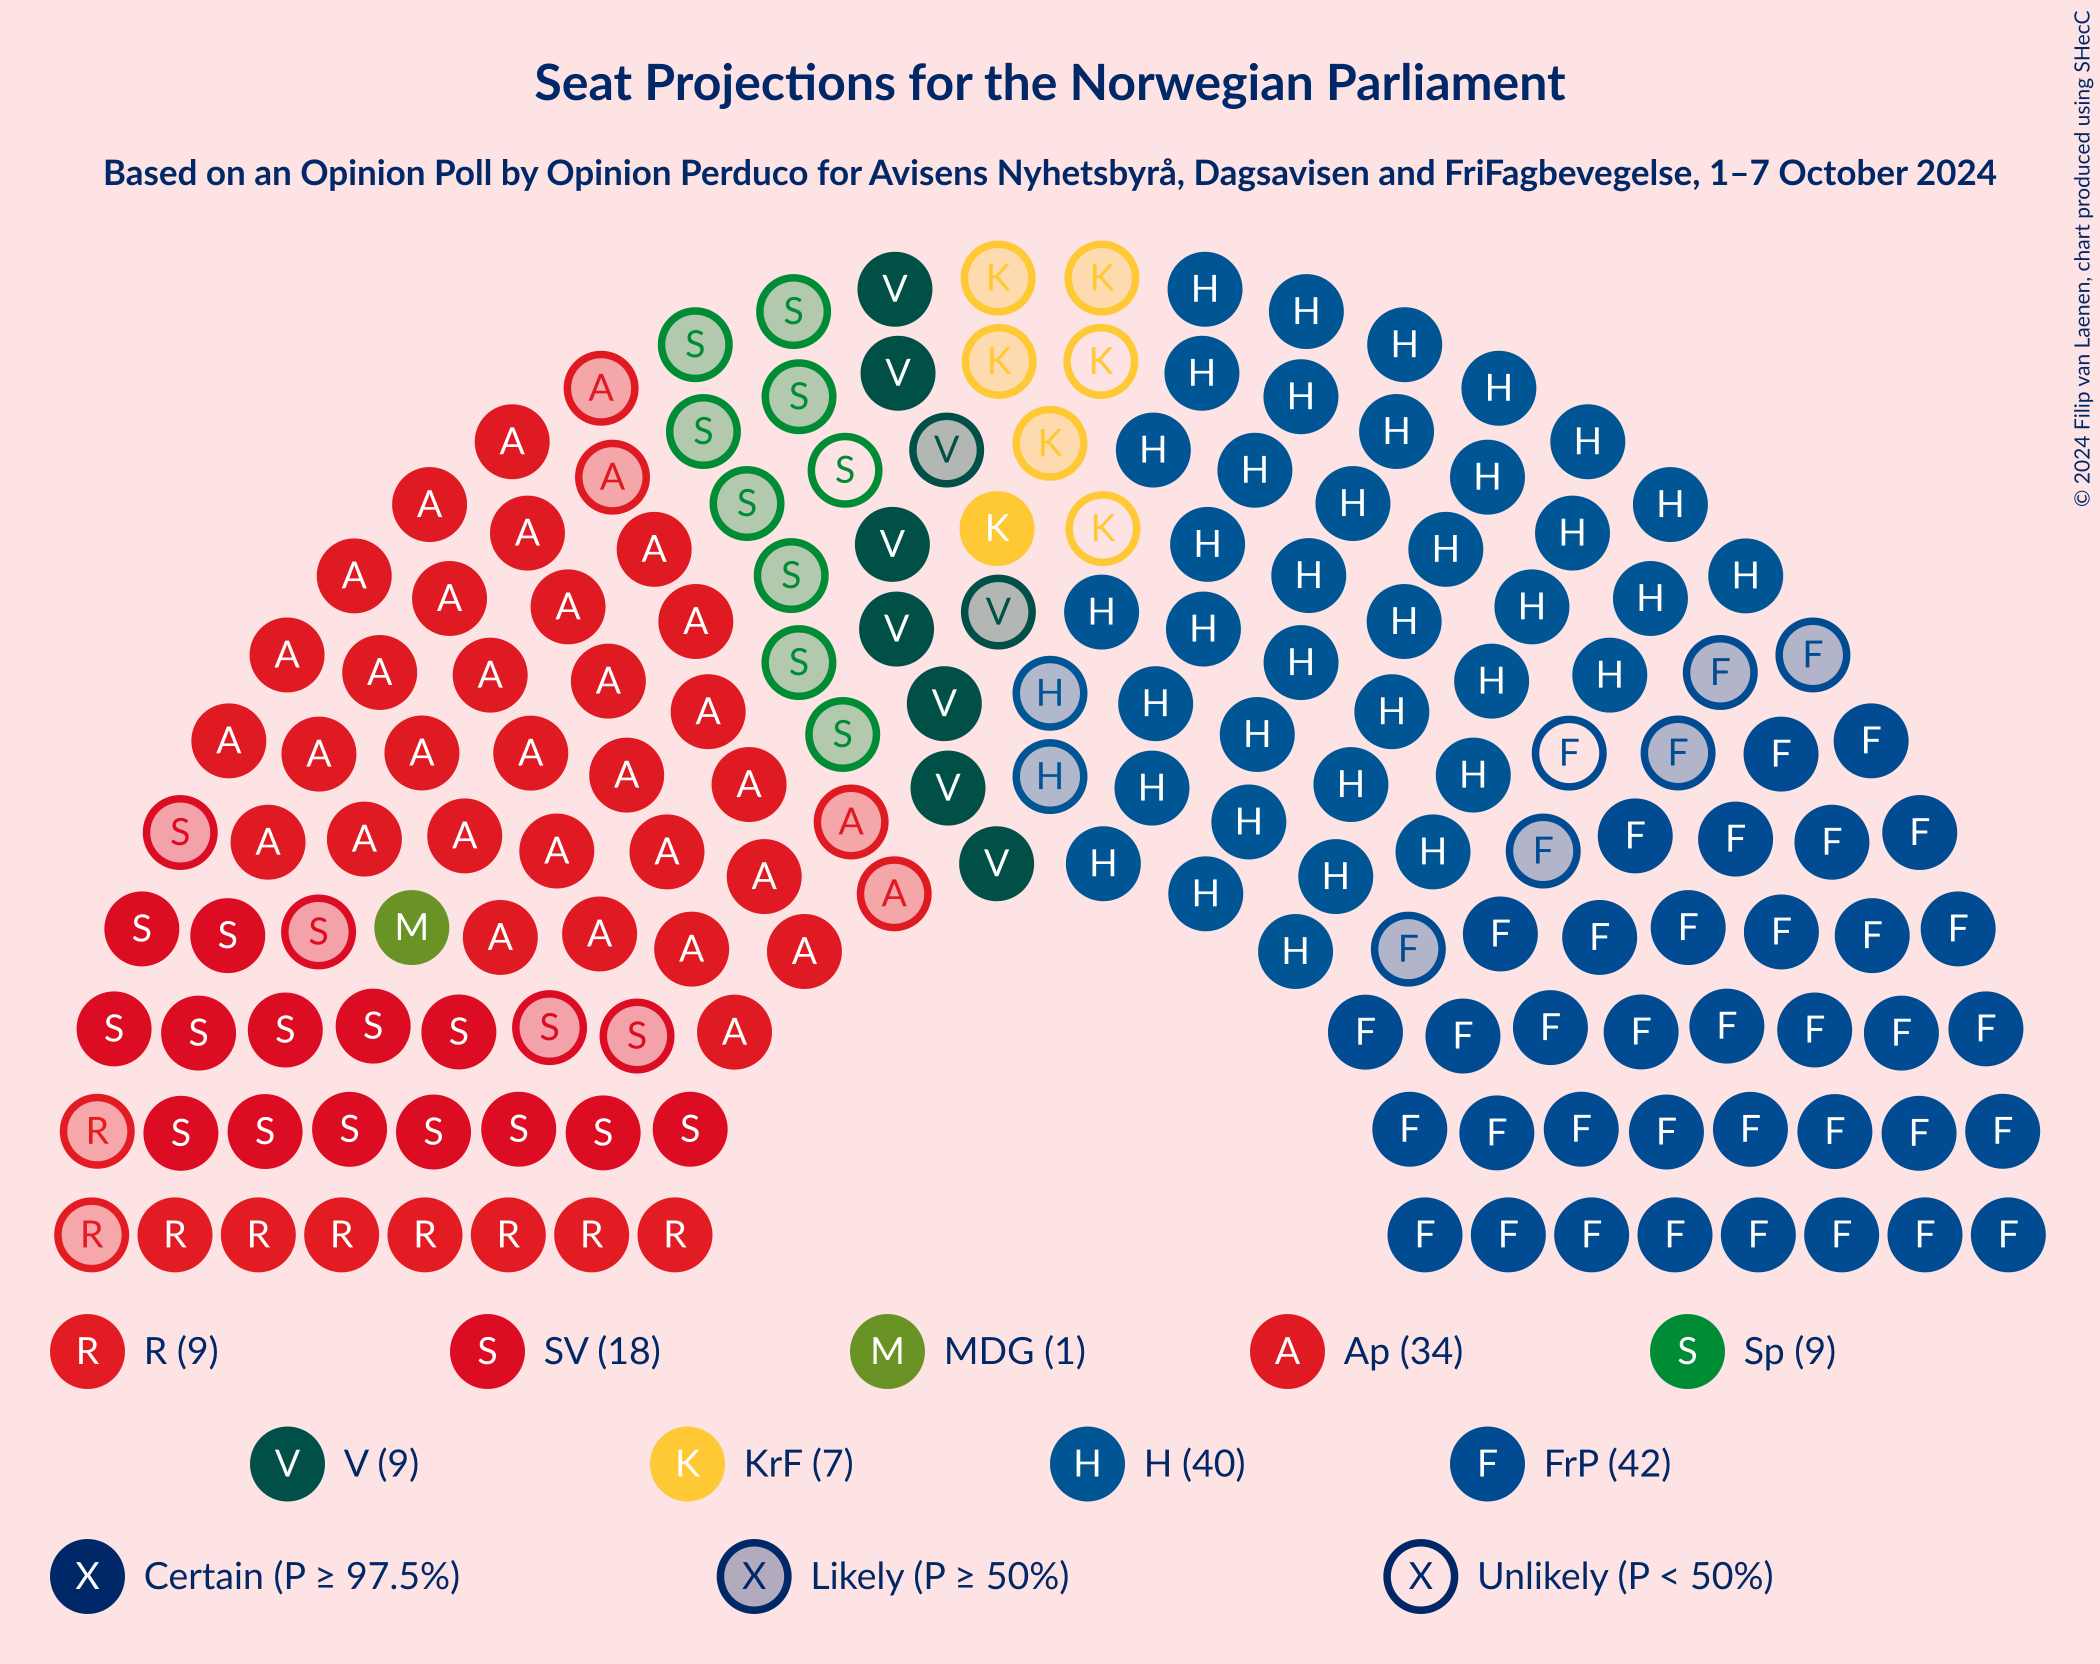 Seat Projections for the Norwegian Parliament
Based on an Opinion Poll by Opinion Perduco for Avisens Nyhetsbyrå, Dagsavisen and FriFagbevegelse, 1–7 October 2024
© 2024 Filip van Laenen, chart produced using SHecC
R R (9)
S SV (18)
M MDG (1)
A Ap (34)
S Sp (9)
V V (9)
K KrF (7)
H H (40)
F FrP (42)
X Certain (P ≥ 97.5%)
X Likely (P ≥ 50%)
X Unlikely (P < 50%)